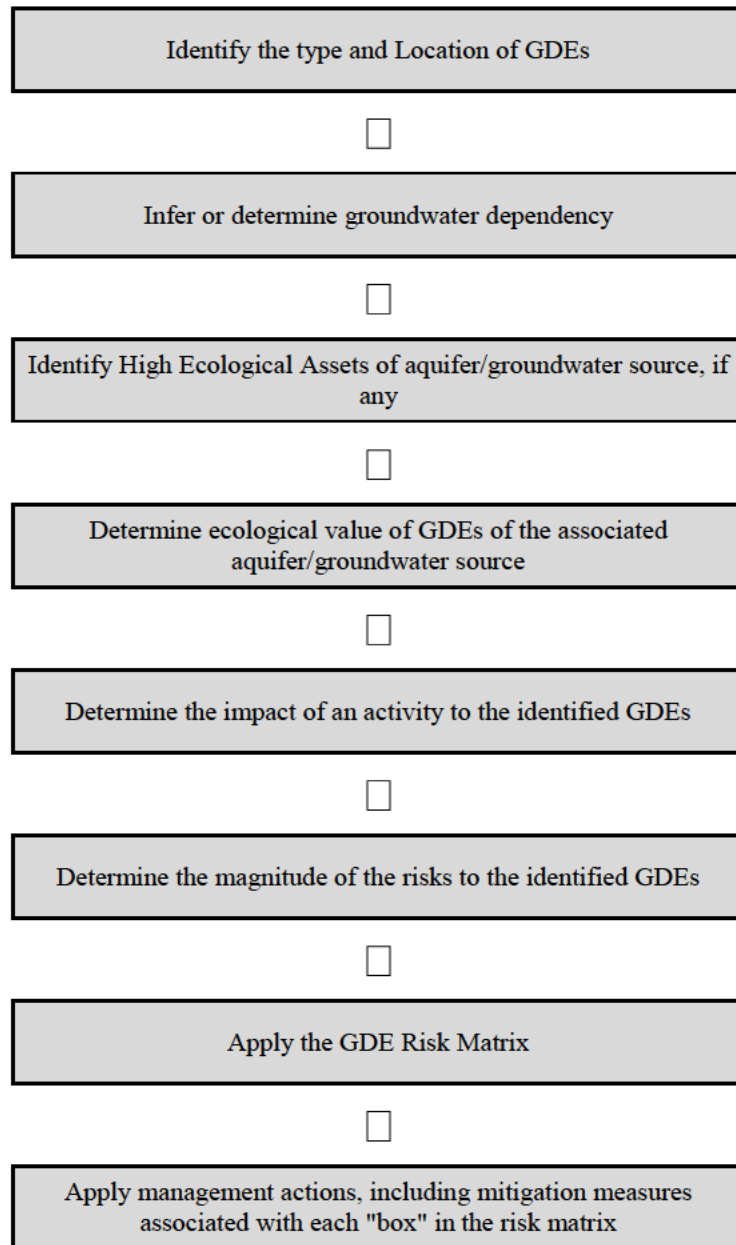 Identify the type and Location of GDEs
Infer or determine groundwater dependency
Identify High Ecological Assets of aquifer/groundwater source, if
any
Determine ecological value of GDEs of the associated
aquifer/groundwater source
Determine the impact of an activity to the identified GDEs
Determine the magnitude of the risks to the identified GDEs
Apply the GDE Risk Matrix
Apply management actions, including mitigation measures
associated with each "box" in the risk matrix